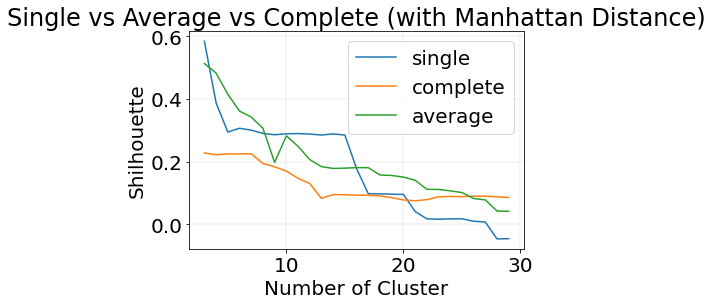 Single vs Average vs Complete (with Manhattan Distance)
0.6
0.4
0.2
0.0
Shilhouette
single
complete
average
10
20
30
Number of Cluster